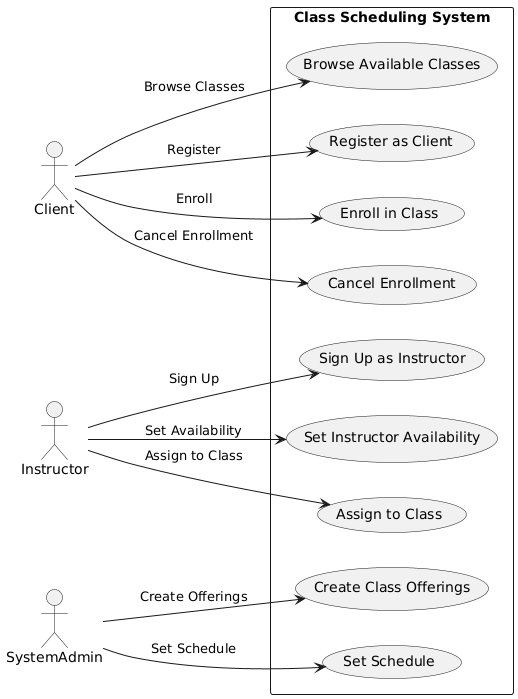 Class Scheduling System
Browse Classes
Browse Available Classes
Register
Register as Client
Client
Enroll
Enroll in Class
Cancel Enrollment
Cancel Enrollment
Sign Up
Sign Up as Instructor
Set Availability
Set Instructor Availability
Instructor
Assign to Class
Assign to Class
Create Offerings
Create Class Offerings
SystemAdmin
Set Schedule
Set Schedule